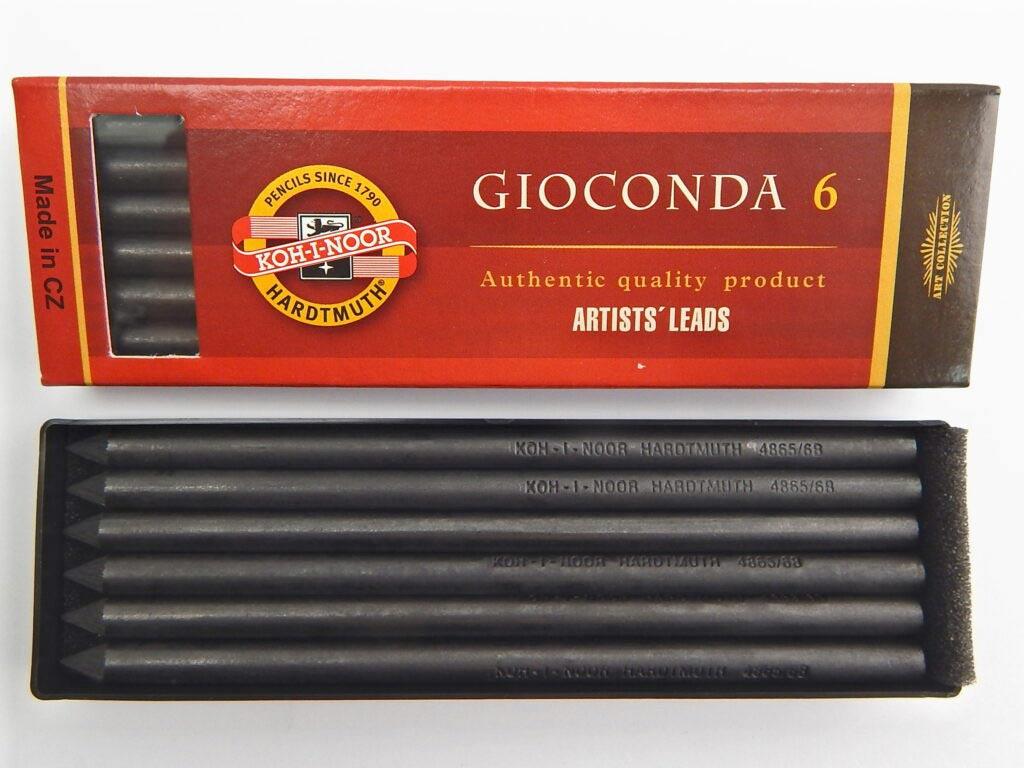 Made in CZ
PENCILS SINCE 1790
KOH-I-NOOR
HARDTMUTH®
GIOCONDA 6
Authentic quality product
ARTISTS´ LEADS
ART COLLECTION
KOH-I-NOOR HARDTMUTH 4865/6B
KOH-I-NOOR HARDTMUTH 4865/6B
KOH-I-NOOR HARDTMUTH 4865/6B
KOH-I-NOOR HARDTMUTH 4865/6B